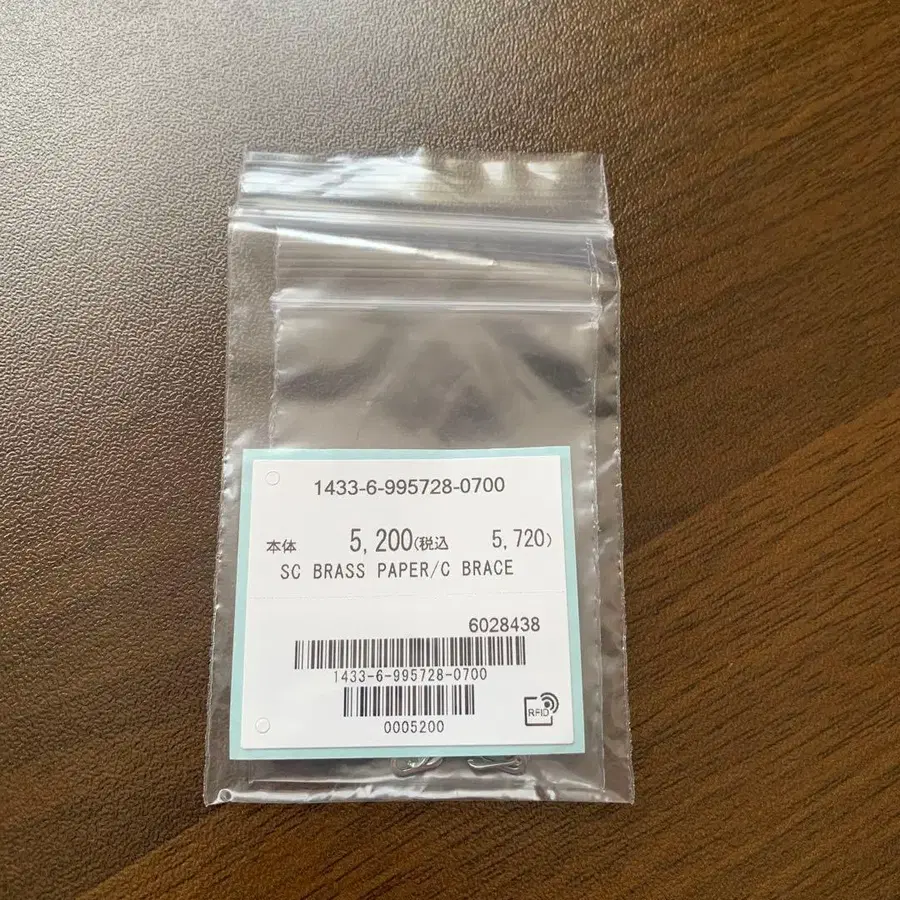 1433-6-995728-0700
本体 5,200(税込 5,720)
SC BRASS PAPER/C BRACE
6028438
1433-6-995728-0700
0005200
RFID